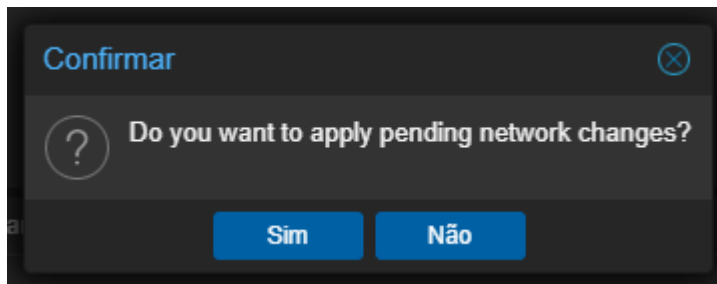 Confirmar
Do you want to apply pending network changes?
Sim
Não